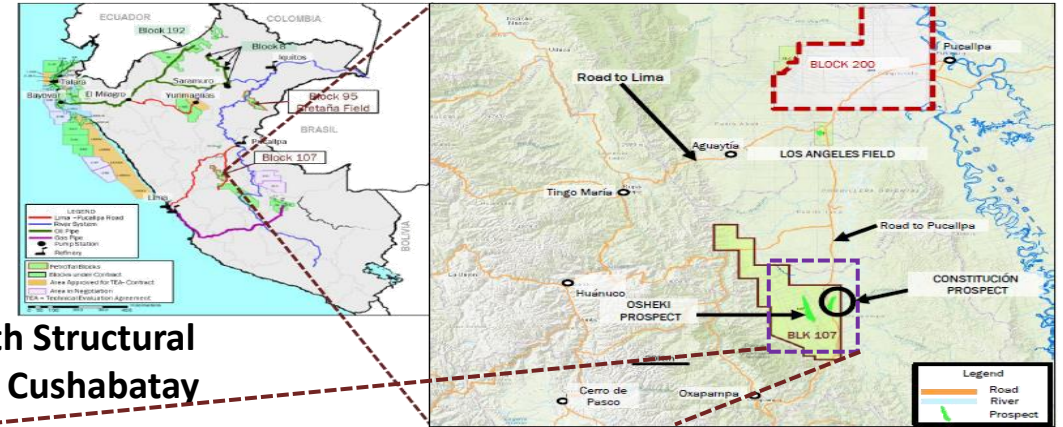 ECUADOR
COLOMBIA
Block 192
Block 8
Iquitos
Talara
Saramuro
Bayovar
El Milagro
Yurimaguas
Block 95
Bretaña Field
BRASIL
Pucallpa
Block 107
Lima
BOLIVIA
LEGEND
Lima - Pucallpa Road
River System
Oil Pipe
Gas Pipe
Pump Station
Refinery
Petrotal Blocks
Blocks under Contract
Area Approved for TEA- Contract
Area in Negotiation
TEA = Technical Evaluation Agreement
th Structural
Cushabatay
BLOCK 200
Pucallpa
Road to Lima
Aguaytía
LOS ANGELES FIELD
Tingo María
Road to Pucallpa
CONSTITUCIÓN
PROSPECT
Huánuco
OSHEKI
PROSPECT
BLK 107
Cerro de
Pasco
Oxapampa
Legend
Road
River
Prospect